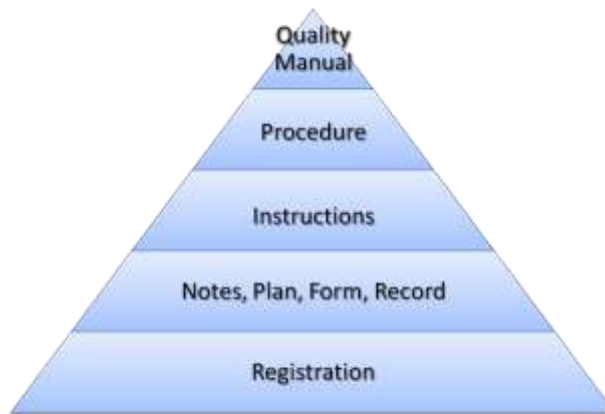 Quality
Manual
Procedure
Instructions
Notes, Plan, Form, Record
Registration